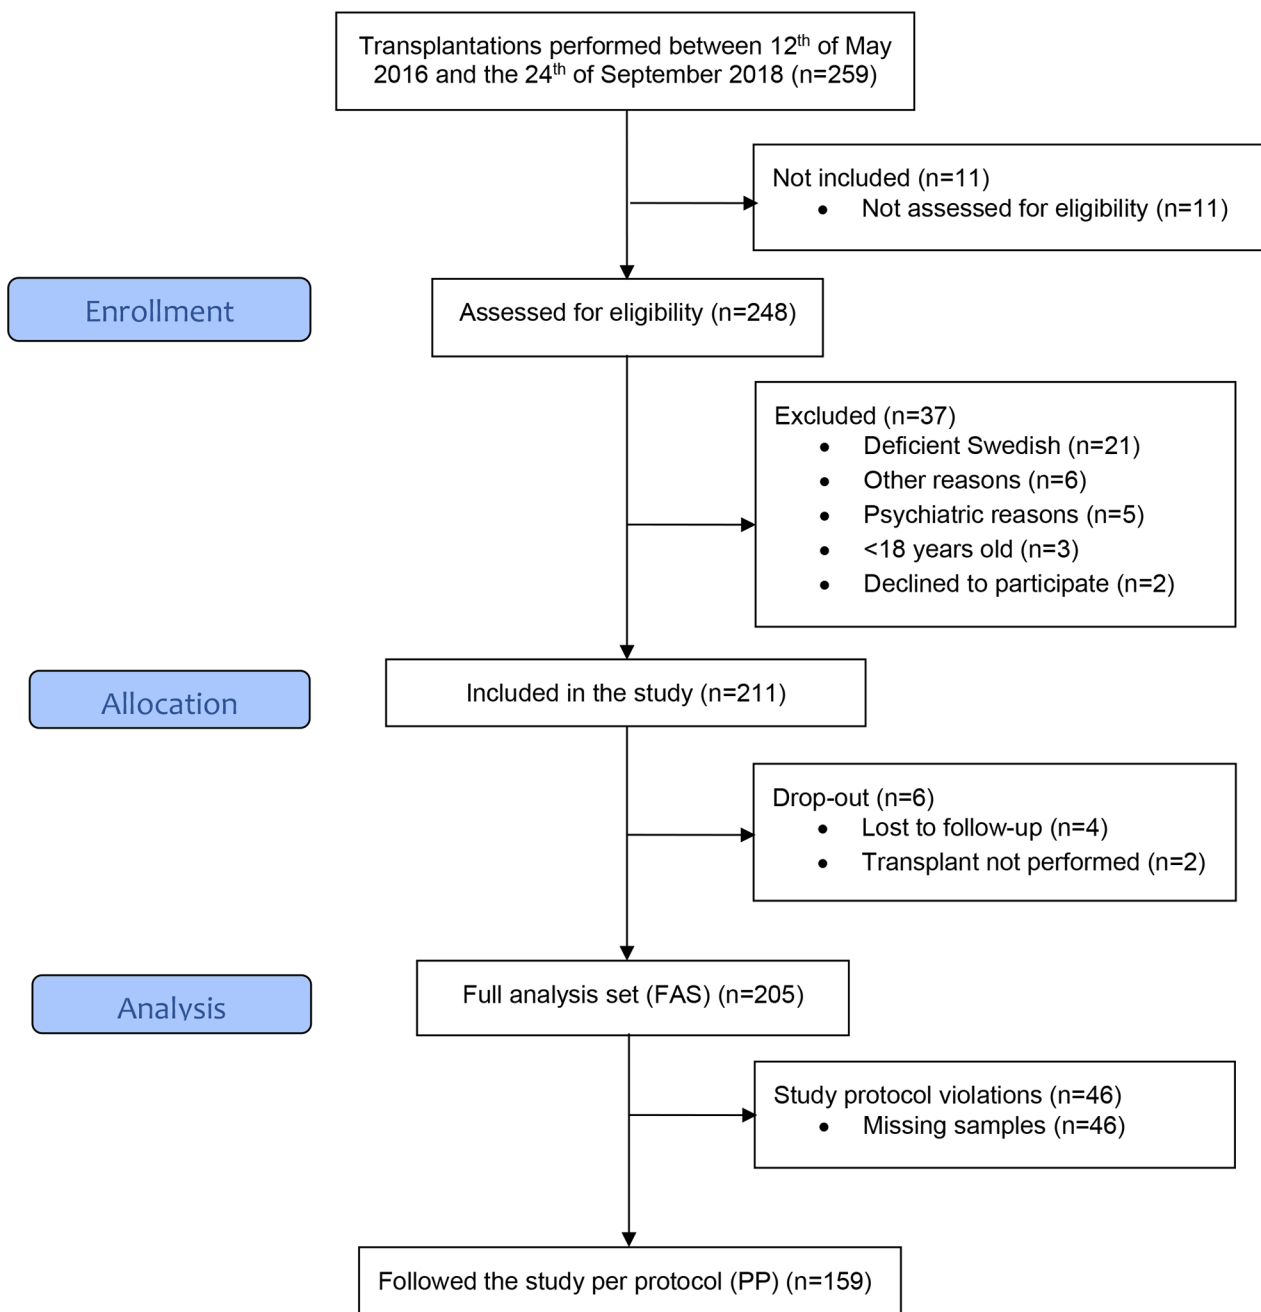 Transplantations performed between 12th of May
2016 and the 24th of September 2018 (n=259)
Not included (n=11)
• Not assessed for eligibility (n=11)
Enrollment
Assessed for eligibility (n=248)
Excluded (n=37)
• Deficient Swedish (n=21)
• Other reasons (n=6)
• Psychiatric reasons (n=5)
• <18 years old (n=3)
• Declined to participate (n=2)
Allocation
Included in the study (n=211)
Drop-out (n=6)
• Lost to follow-up (n=4)
• Transplant not performed (n=2)
Analysis
Full analysis set (FAS) (n=205)
Study protocol violations (n=46)
• Missing samples (n=46)
Followed the study per protocol (PP) (n=159)